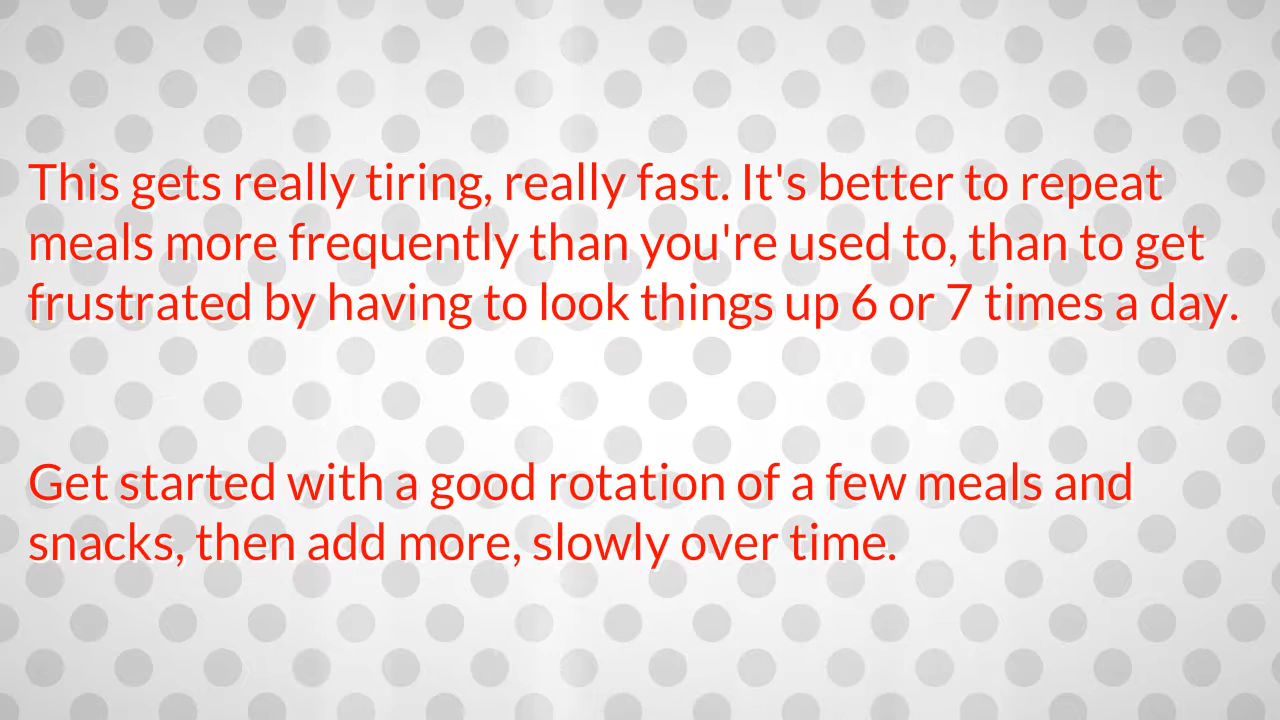 This gets really tiring, really fast. It's better to repeat
meals more frequently than you're used to, than to get
frustrated by having to look things up 6 or 7 times a day.
Get started with a good rotation of a few meals and
snacks, then add more, slowly over time.